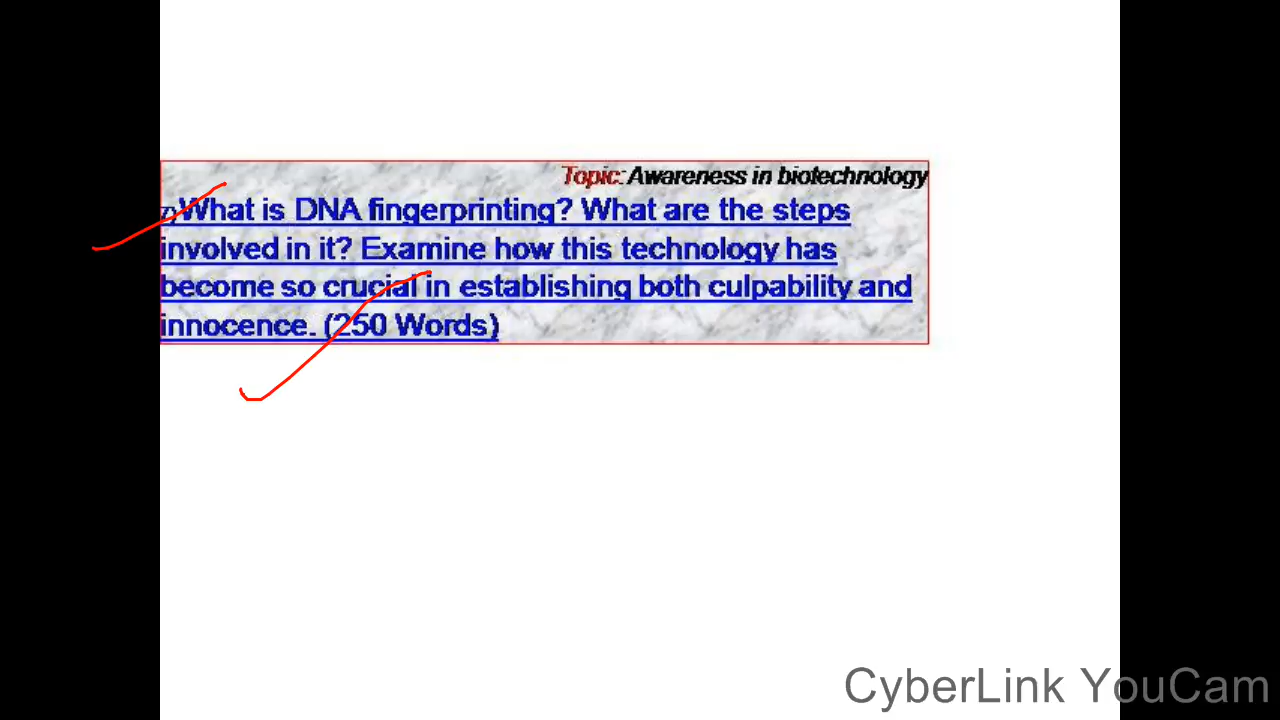 Topic: Awareness in biotechnology
7) What is DNA fingerprinting? What are the steps
involved in it? Examine how this technology has
become so crucial in establishing both culpability and
innocence. (250 Words)
CyberLink YouCam